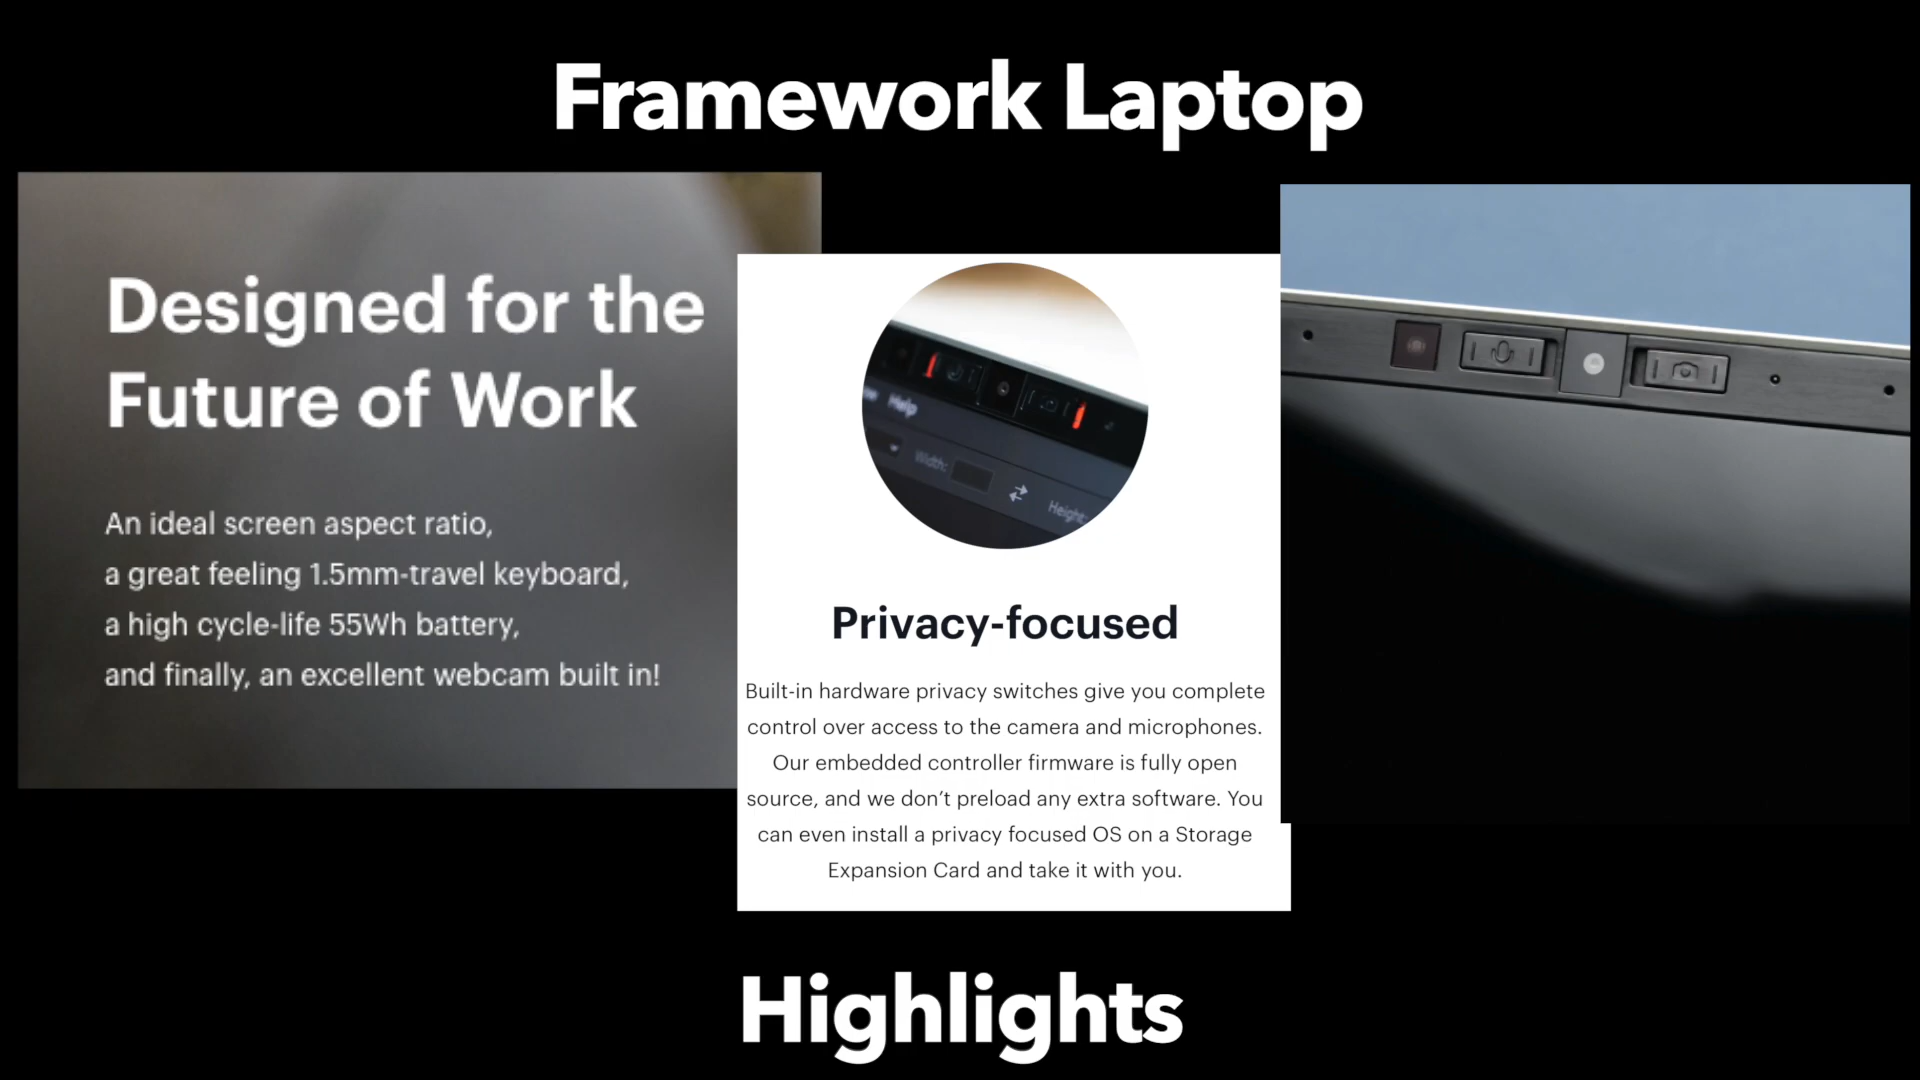 Framework Laptop
Designed for the
Future of Work
An ideal screen aspect ratio,
a great feeling 1.5mm-travel keyboard,
a high cycle-life 55Wh battery,
and finally, an excellent webcam built in!
Help
Width:
Height:
Privacy-focused
Built-in hardware privacy switches give you complete
control over access to the camera and microphones.
Our embedded controller firmware is fully open
source, and we don’t preload any extra software. You
can even install a privacy focused OS on a Storage
Expansion Card and take it with you.
Highlights